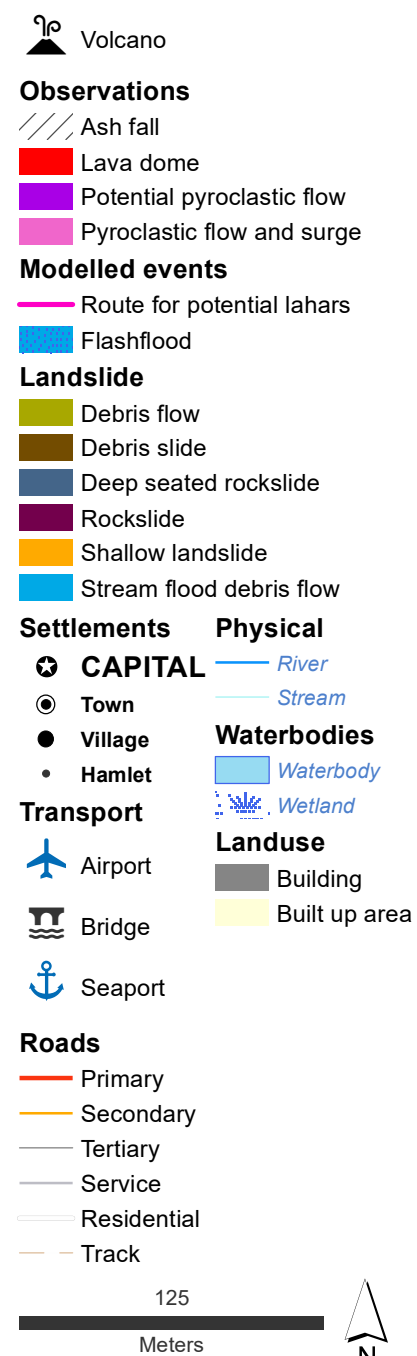 Volcano
Observations
Ash fall
Lava dome
Potential pyroclastic flow
Pyroclastic flow and surge
Modelled events
Route for potential lahars
Flashflood
Landslide
Debris flow
Debris slide
Deep seated rockslide
Rockslide
Shallow landslide
Stream flood debris flow
Settlements
CAPITAL
Town
Village
Hamlet
Transport
Airport
Bridge
Seaport
Physical
River
Stream
Waterbodies
Waterbody
Wetland
Landuse
Building
Built up area
Roads
Primary
Secondary
Tertiary
Service
Residential
Track
125
Meters
N